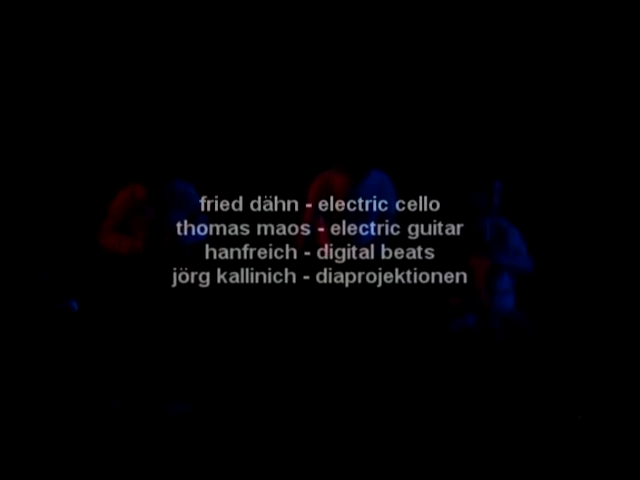 fried dähn - electric cello
thomas maos - electric guitar
hanfreich - digital beats
jörg kallinich - diaprojektionen